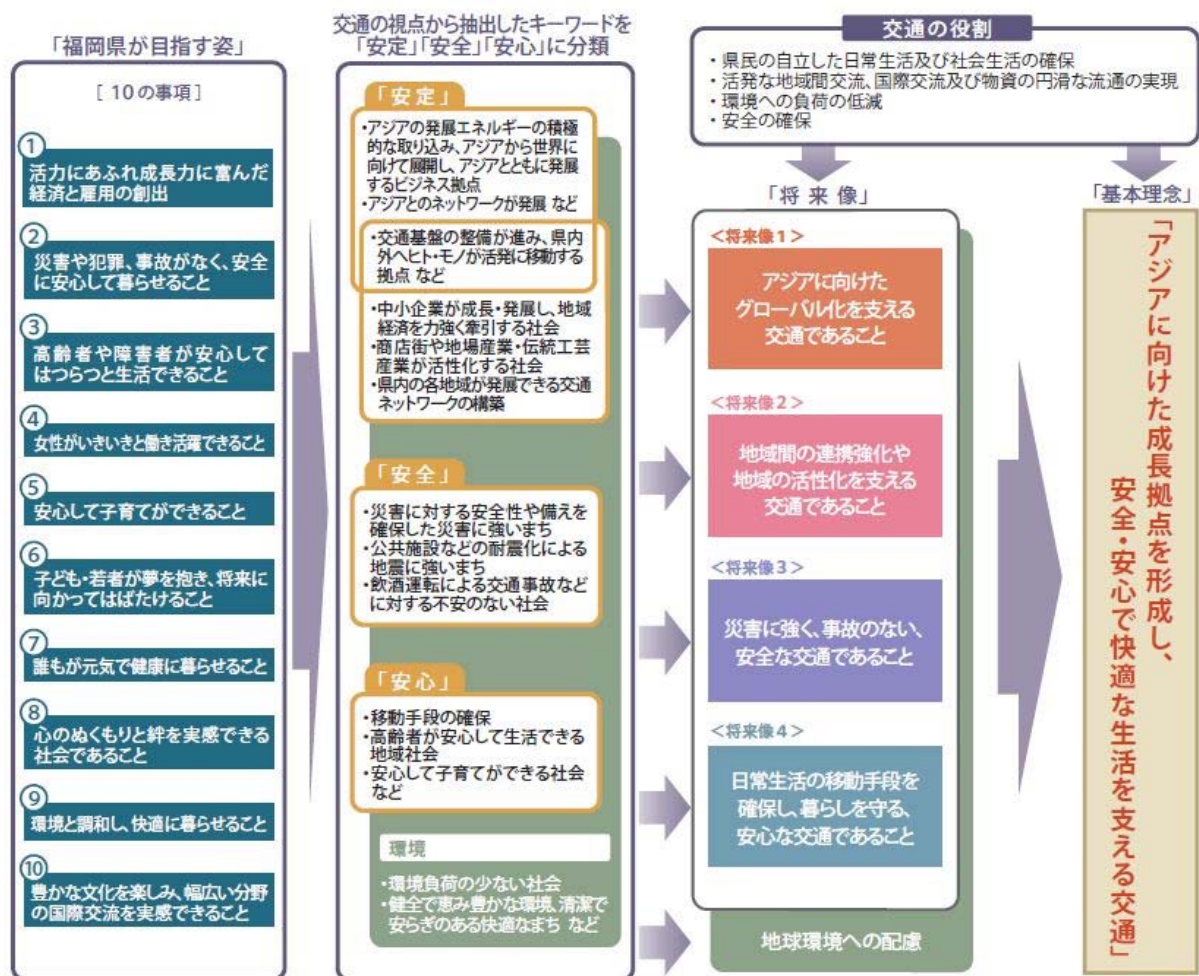 「福岡県が目指す姿」
[ 10の事項 ]
①
活力にあふれ成長力に富んだ
経済と雇用の創出
②
災害や犯罪、事故がなく、安全
に安心して暮らせること
③
高齢者や障害者が安心して
はつらつと生活できること
④
女性がいきいきと働き活躍できること
⑤
安心して子育てができること
⑥
子ども・若者が夢を抱き、将来に
向かってはばたけること
⑦
誰もが元気で健康に暮らせること
⑧
心のぬくもりと絆を実感できる
社会であること
⑨
環境と調和し、快適に暮らせること
⑩
豊かな文化を楽しみ、幅広い分野
の国際交流を実感できること
交通の視点から抽出したキーワードを
「安定」「安全」「安心」に分類
「安定」
・アジアの発展エネルギーの積極
的な取り込み、アジアから世界に
向けて展開し、アジアとともに発展
するビジネス拠点
・アジアとのネットワークが発展 など
・交通基盤の整備が進み、県内
外へヒト・モノが活発に移動する
拠点 など
・中小企業が成長・発展し、地域
経済を力強く牽引する社会
・商店街や地場産業・伝統工芸
産業が活性化する社会
・県内の各地域が発展できる交通
ネットワークの構築
「安全」
・災害に対する安全性や備えを
確保した災害に強いまち
・公共施設などの耐震化による
地震に強いまち
・飲酒運転による交通事故など
に対する不安のない社会
「安心」
・移動手段の確保
・高齢者が安心して生活できる
地域社会
・安心して子育てができる社会
など
環境
・環境負荷の少ない社会
・健全で恵み豊かな環境、清潔で
安らぎのある快適なまち など
交通の役割
・県民の自立した日常生活及び社会生活の確保
・活発な地域間交流、国際交流及び物資の円滑な流通の実現
・環境への負荷の低減
・安全の確保
「将来像」
<将来像1>
アジアに向けた
グローバル化を支える
交通であること
<将来像2>
地域間の連携強化や
地域の活性化を支える
交通であること
<将来像3>
災害に強く、事故のない、
安全な交通であること
<将来像4>
日常生活の移動手段を
確保し、暮らしを守る、
安心な交通であること
地球環境への配慮
「基本理念」
「アジアに向けた成長拠点を形成し、
安全・安心で快適な生活を支える交通」